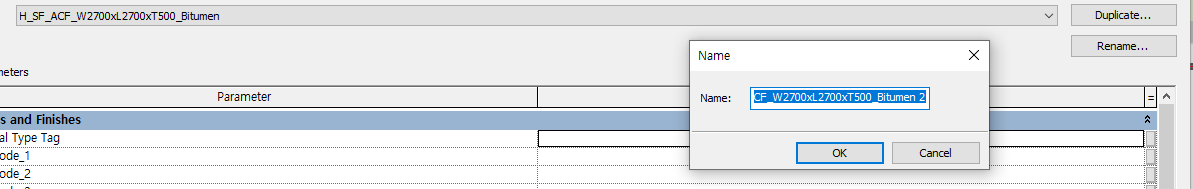 H_SF_ACF_W2700xL2700xT500_Bitumen
Duplicate...
Rename...
meters
Name
Name:
CF_W2700xL2700xT500_Bitumen 2
OK
Cancel
Parameter
=
s and Finishes
al Type Tag
ode_1
ode_2